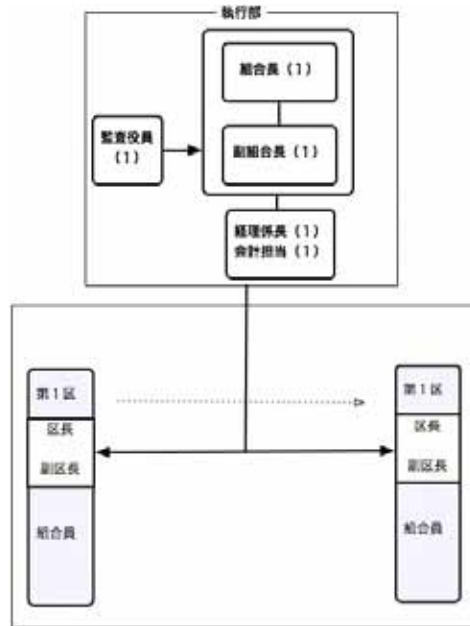 執行部
組合長（1）
監査役員
（1）
副組合長（1）
経理係長（1）
会計担当（1）
第1区
区長
副区長
組合員
第1区
区長
副区長
組合員